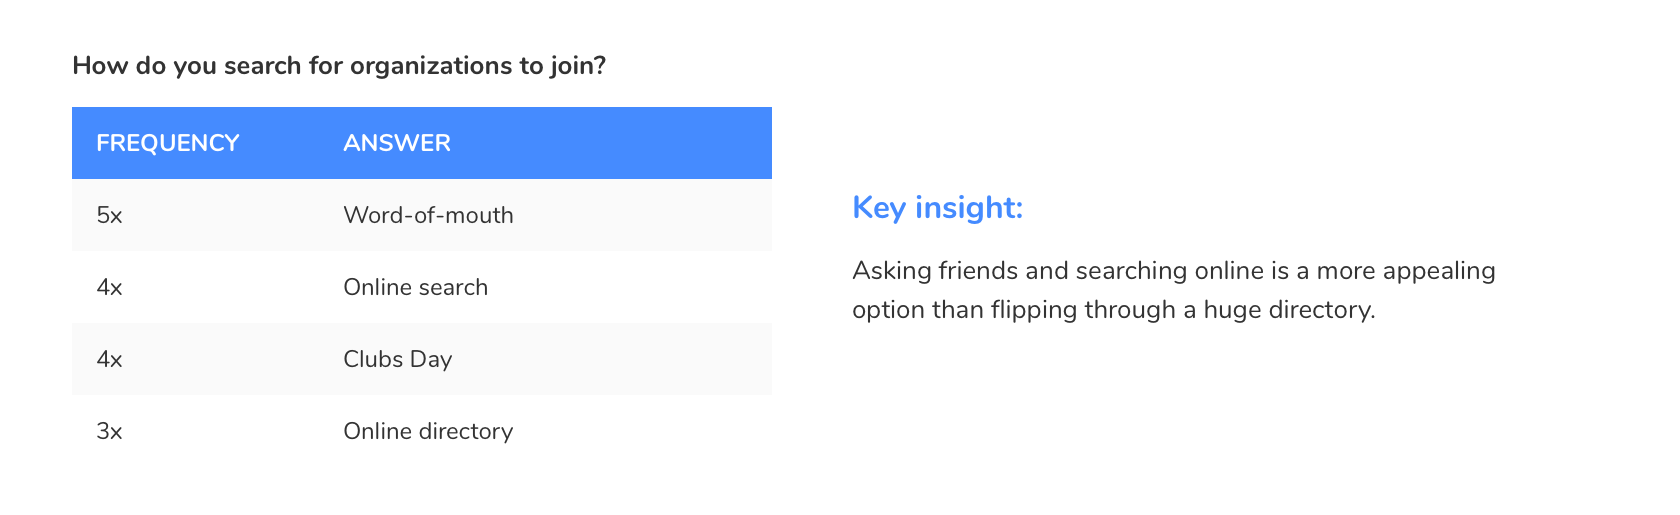 How do you search for organizations to join?
FREQUENCY ANSWER
5x Word-of-mouth
4x Online search
4x Clubs Day
3x Online directory
Key insight:
Asking friends and searching online is a more appealing
option than flipping through a huge directory.